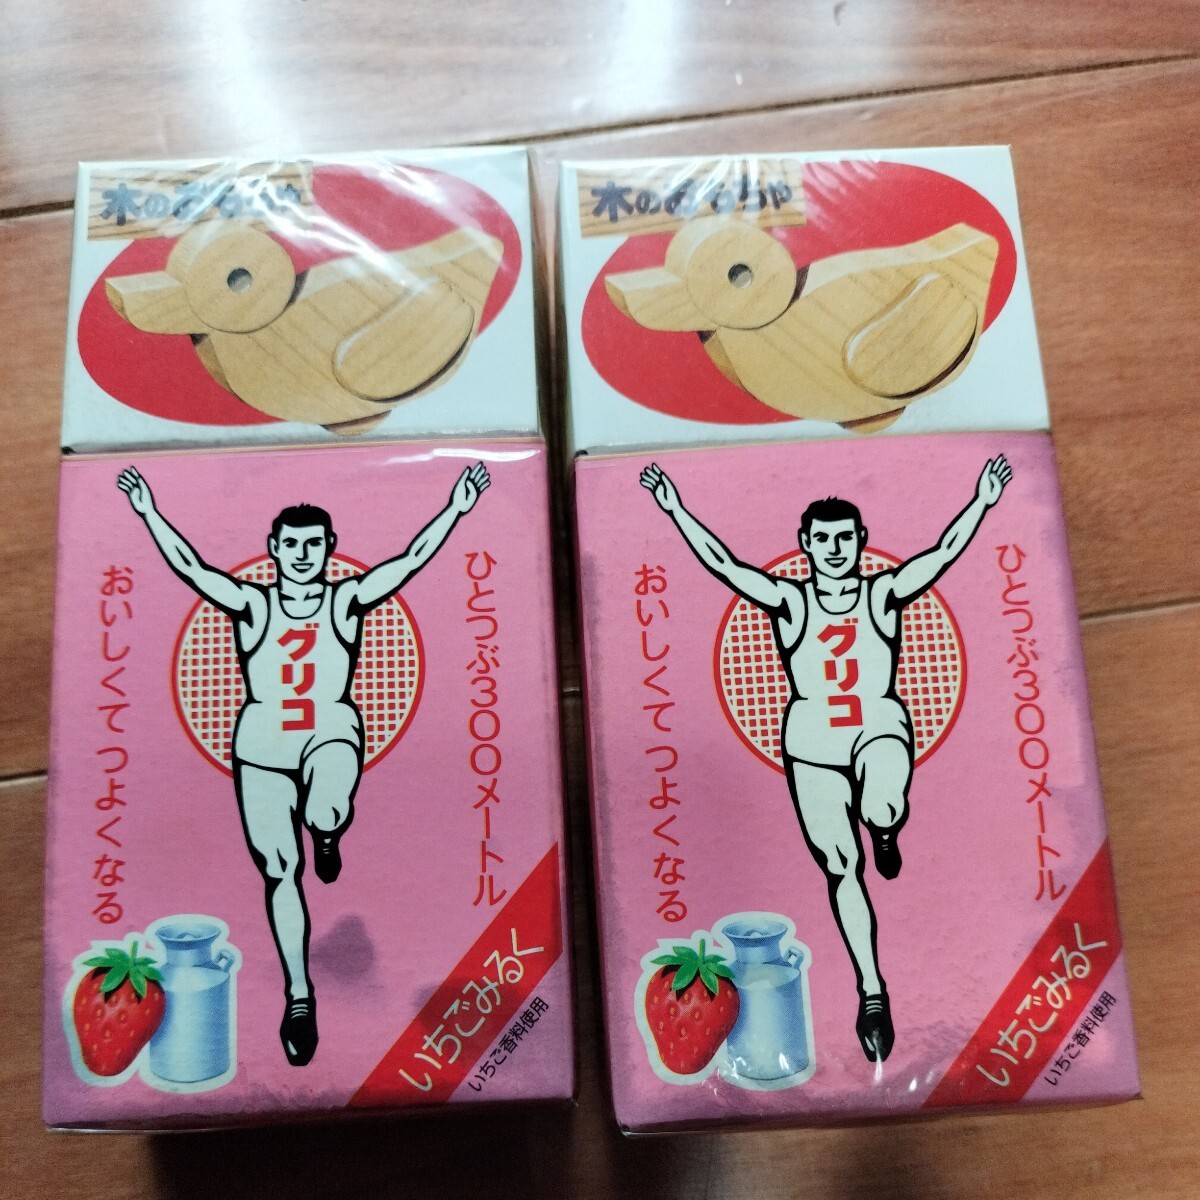 木のおもちゃ
ひとつぶ300メートル
グリコ
おいしくてつよくなる
いちごみるく
いちご香料使用
木のおもちゃ
ひとつぶ300メートル
グリコ
おいしくてつよくなる
いちごみるく
いちご香料使用